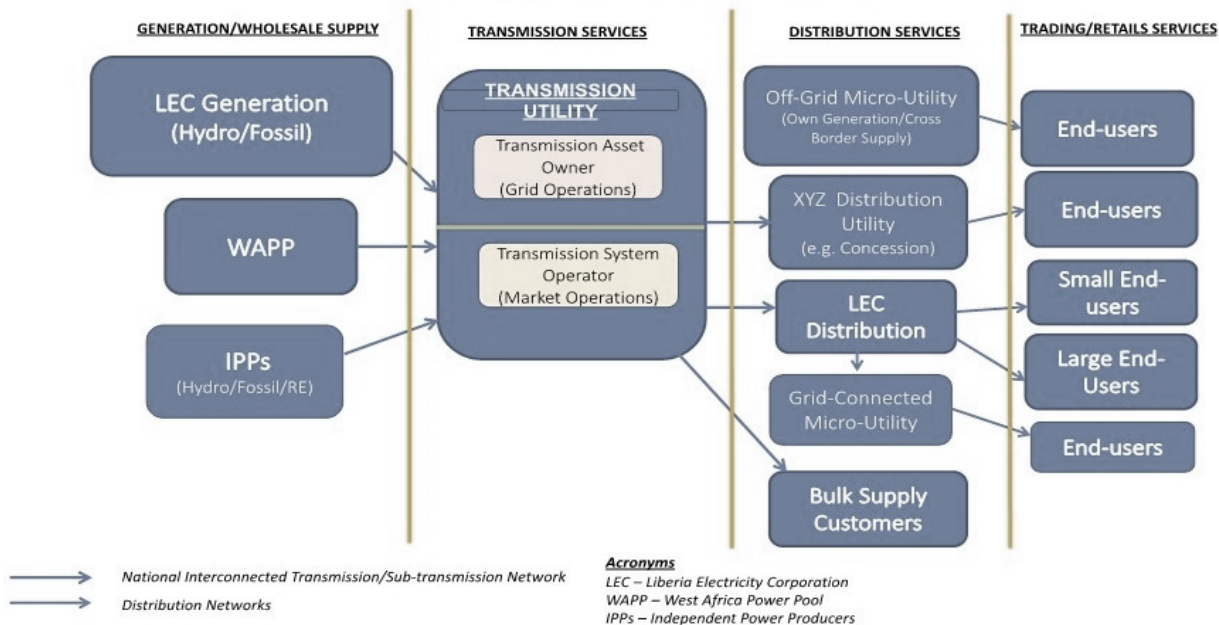 GENERATION/WHOLESALE SUPPLY
TRANSMISSION SERVICES
DISTRIBUTION SERVICES
TRADING/RETAILS SERVICES
LEC Generation
(Hydro/Fossil)
WAPP
IPPs
(Hydro/Fossil/RE)
TRANSMISSION
UTILITY
Transmission Asset
Owner
(Grid Operations)
Transmission System
Operator
(Market Operations)
Off-Grid Micro-Utility
(Own Generation/Cross
Border Supply)
XYZ Distribution
Utility
(e.g. Concession)
LEC
Distribution
Grid-Connected
Micro-Utility
Bulk Supply
Customers
End-users
End-users
Small End-
users
Large End-
Users
End-users
National Interconnected Transmission/Sub-transmission Network
Distribution Networks
Acronyms
LEC – Liberia Electricity Corporation
WAPP – West Africa Power Pool
IPPs – Independent Power Producers